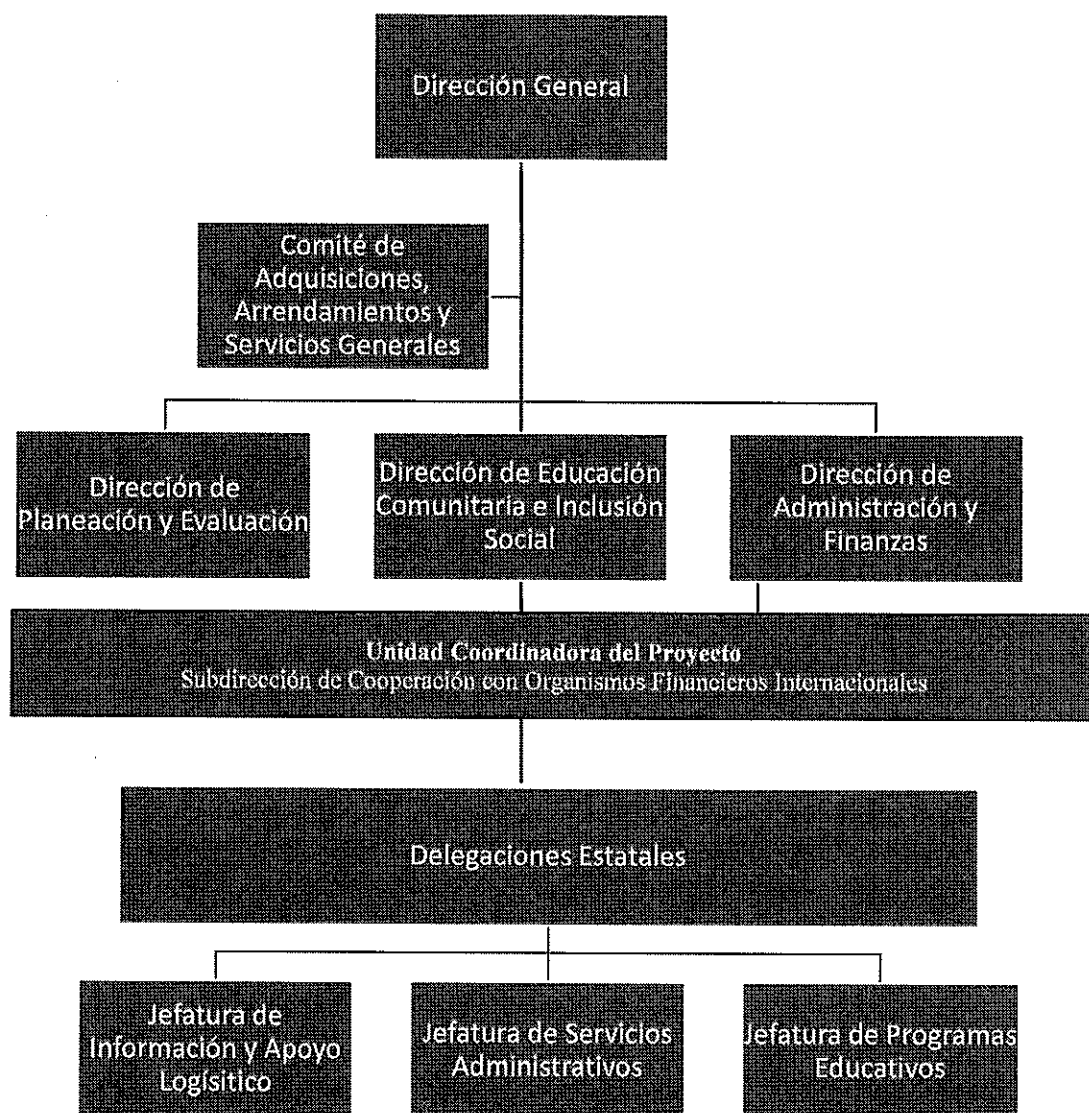 Dirección General
Comité de
Adquisiciones,
Arrendamientos y
Servicios Generales
Dirección de
Planeación y Evaluación
Dirección de Educación
Comunitaria e Inclusión
Social
Dirección de
Administración y
Finanzas
Unidad Coordinadora del Proyecto
Subdirección de Cooperación con Organismos Financieros Internacionales
Delegaciones Estatales
Jefatura de
Información y Apoyo
Logísitico
Jefatura de Servicios
Administrativos
Jefatura de Programas
Educativos